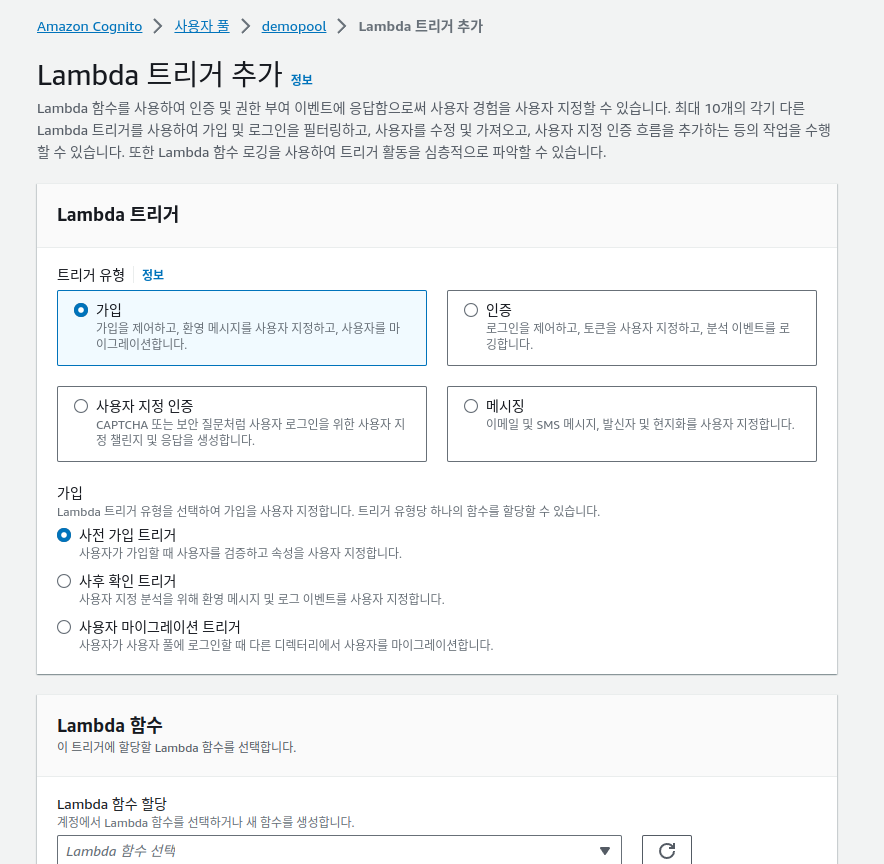 Amazon Cognito > 사용자 풀 > demopool > Lambda 트리거 추가
Lambda 트리거 추가 정보
Lambda 함수를 사용하여 인증 및 권한 부여 이벤트에 응답함으로써 사용자 경험을 사용자 지정할 수 있습니다. 최대 10개의 각기 다른
Lambda 트리거를 사용하여 가입 및 로그인을 필터링하고, 사용자를 수정 및 가져오고, 사용자 지정 인증 흐름을 추가하는 등의 작업을 수행
할 수 있습니다. 또한 Lambda 함수 로깅을 사용하여 트리거 활동을 심층적으로 파악할 수 있습니다.
Lambda 트리거
트리거 유형 정보
가입
가입을 제어하고, 환영 메시지를 사용자 지정하고, 사용자를 마
이그레이션합니다.
인증
로그인을 제어하고, 토큰을 사용자 지정하고, 분석 이벤트를 로
깅합니다.
사용자 지정 인증
CAPTCHA 또는 보안 질문처럼 사용자 로그인을 위한 사용자 지
정 챌린지 및 응답을 생성합니다.
메시징
이메일 및 SMS 메시지, 발신자 및 현지화를 사용자 지정합니다.
가입
Lambda 트리거 유형을 선택하여 가입을 사용자 지정합니다. 트리거 유형당 하나의 함수를 할당할 수 있습니다.
사전 가입 트리거
사용자가 가입할 때 사용자를 검증하고 속성을 사용자 지정합니다.
사후 확인 트리거
사용자 지정 분석을 위해 환영 메시지 및 로그 이벤트를 사용자 지정합니다.
사용자 마이그레이션 트리거
사용자가 사용자 풀에 로그인할 때 다른 디렉터리에서 사용자를 마이그레이션합니다.
Lambda 함수
이 트리거에 할당할 Lambda 함수를 선택합니다.
Lambda 함수 할당
계정에서 Lambda 함수를 선택하거나 새 함수를 생성합니다.
Lambda 함수 선택